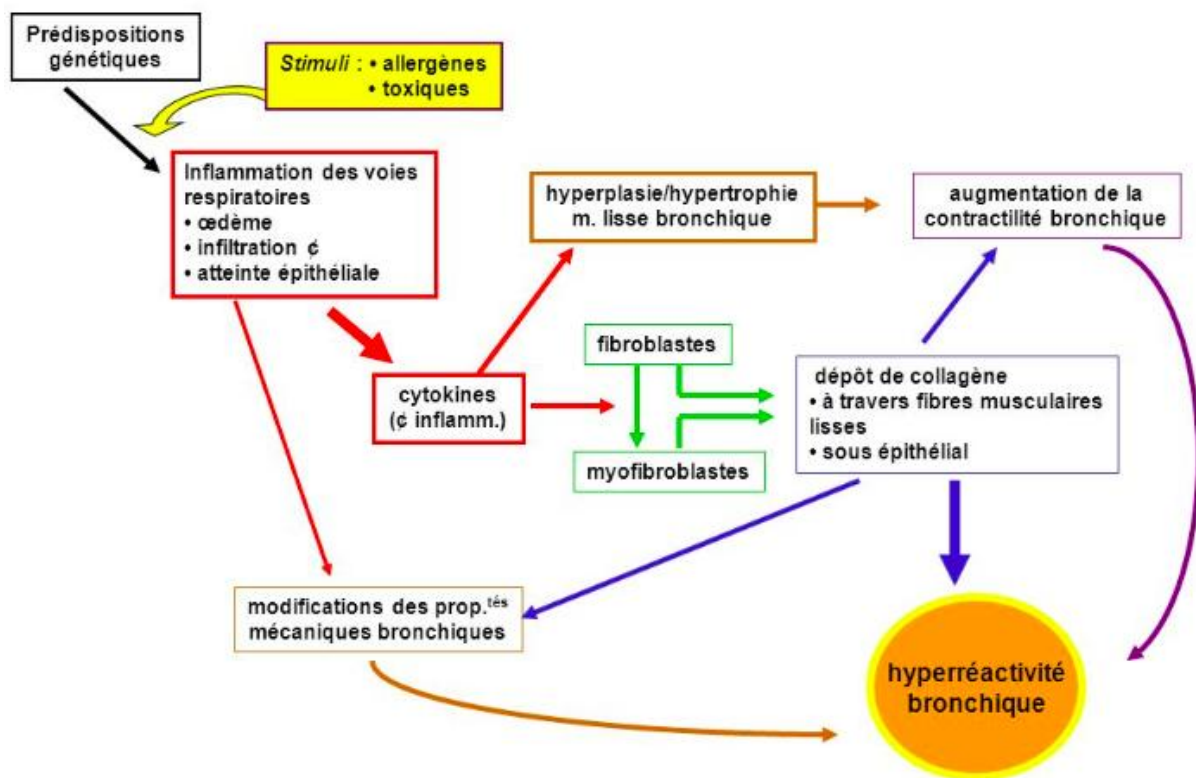 Prédispositions
génétiques
Stimuli : • allergènes
• toxiques
Inflammation des voies
respiratoires
• œdème
• infiltration ¢
• atteinte épithéliale
hyperplasie/hypertrophie
m. lisse bronchique
augmentation de la
contractilité bronchique
fibroblastes
cytokines
(¢ inflamm.)
myofibroblastes
dépôt de collagène
• à travers fibres musculaires
lisses
• sous épithélial
modifications des prop.tés
mécaniques bronchiques
hyperréactivité
bronchique